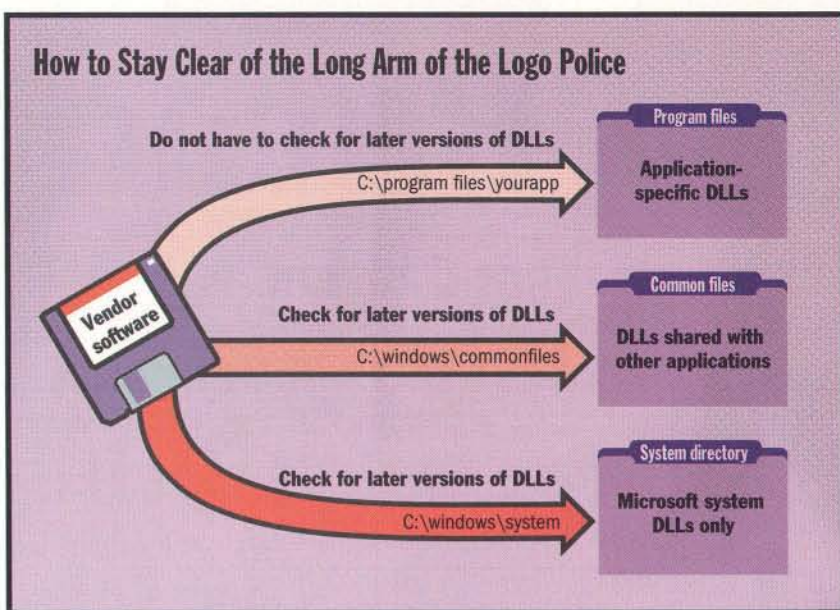 How to Stay Clear of the Long Arm of the Logo Police
Do not have to check for later versions of DLLs
C:\program files\yourapp
Program files
Application-
specific DLLs
Vendor
software
Check for later versions of DLLs
C:\windows\commonfiles
Common files
DLLs shared with
other applications
Check for later versions of DLLs
C:\windows\system
System directory
Microsoft system
DLLs only